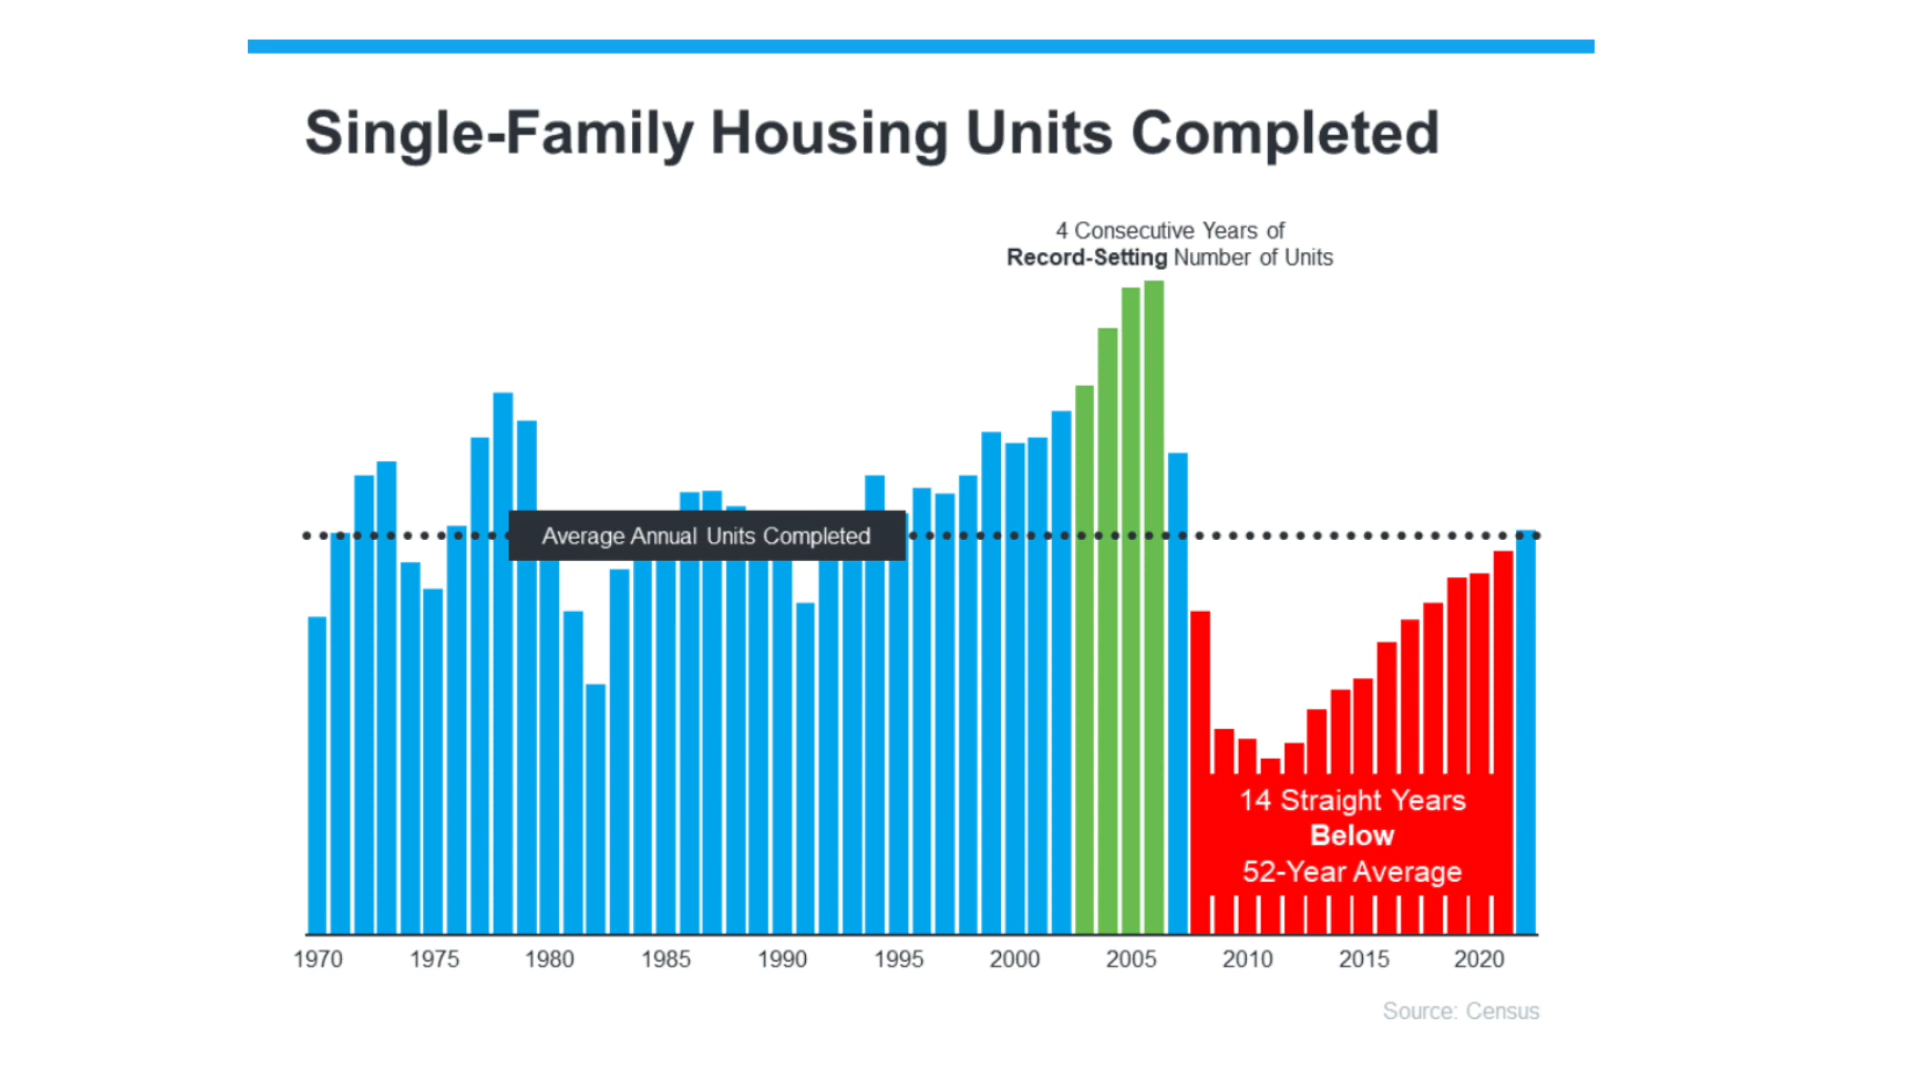 Single-Family Housing Units Completed
4 Consecutive Years of
Record-Setting Number of Units
Average Annual Units Completed
14 Straight Years
Below
52-Year Average
1970 1975 1980 1985 1990 1995 2000 2005 2010 2015 2020
Source: Census